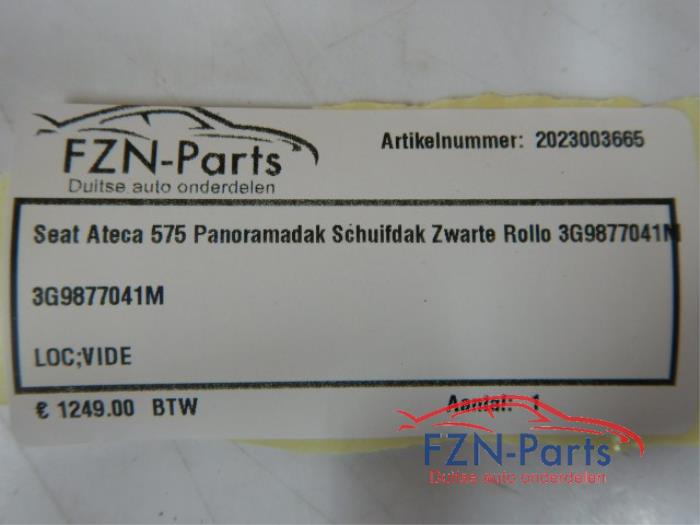 FZN-Parts
Duitse auto onderdelen
Artikelnummer: 2023003665
Seat Ateca 575 Panoramadak Schuifdak Zwarte Rollo 3G9877041M
3G9877041M
LOC;VIDE
€ 1249.00 BTW
Aantal: 1
FZN-Parts
Duitse auto onderdelen